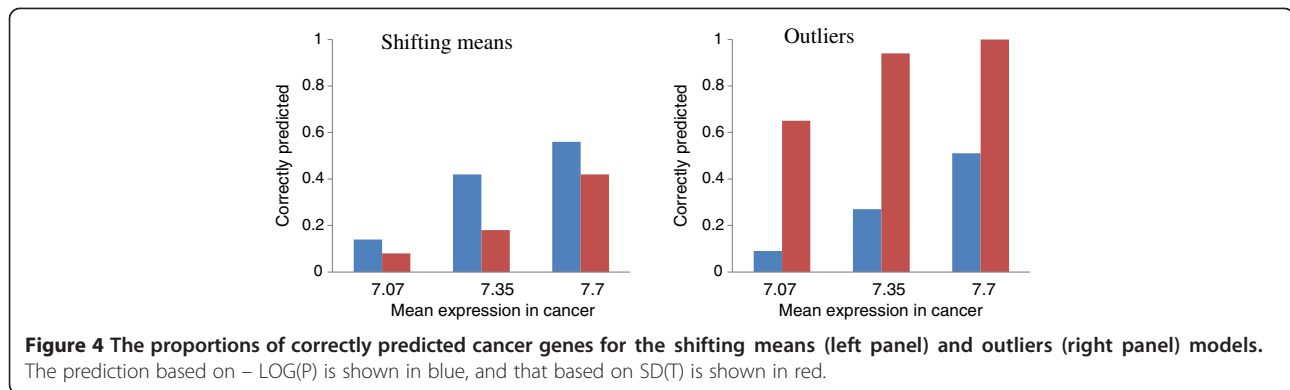 Shifting means
Correctly predicted
1
0.8
0.6
0.4
0.2
0
7.07 7.35 7.7
Mean expression in cancer
Outliers
Correctly predicted
1
0.8
0.6
0.4
0.2
0
7.07 7.35 7.7
Mean expression in cancer
Figure 4 The proportions of correctly predicted cancer genes for the shifting means (left panel) and outliers (right panel) models.
The prediction based on – LOG(P) is shown in blue, and that based on SD(T) is shown in red.